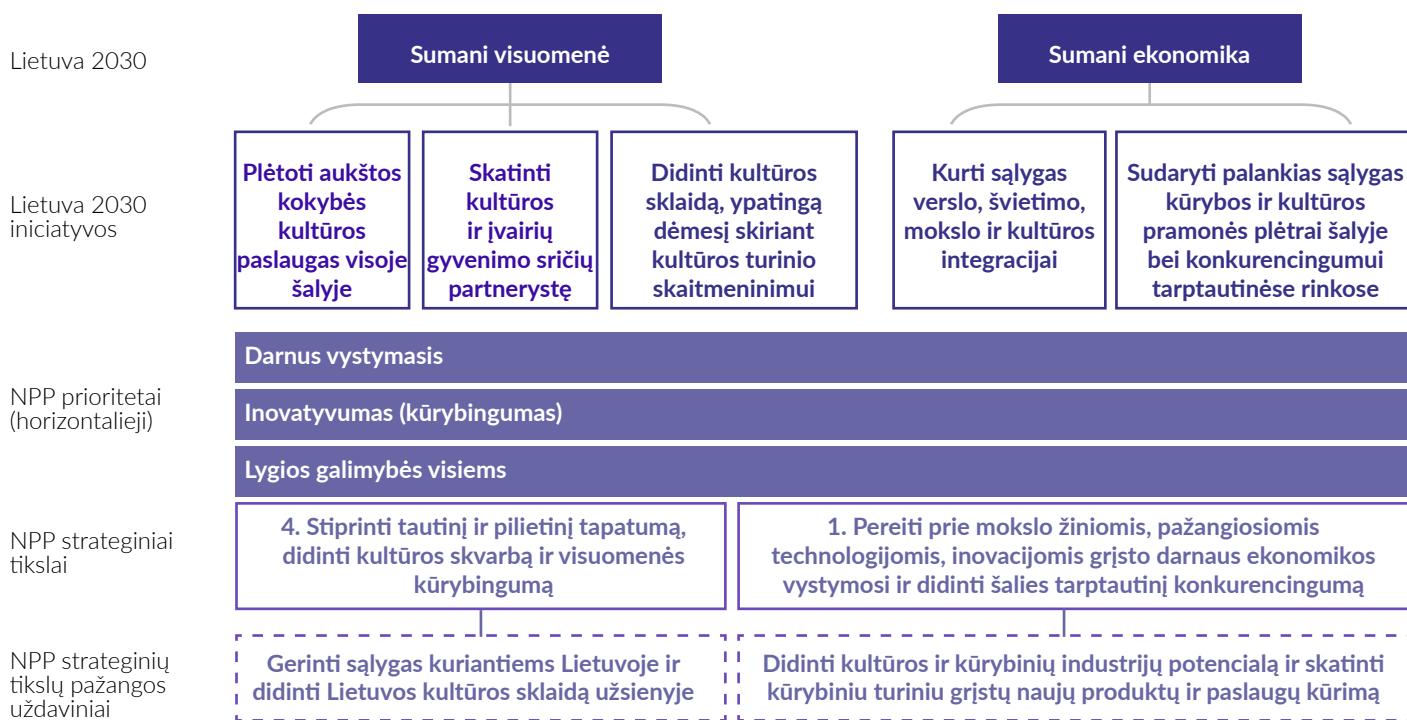 Lietuva 2030
Sumani visuomenė
Sumani ekonomika
Lietuva 2030
iniciatyvos
Plėtoti aukštos
kokybės
kultūros
paslaugas visoje
šalyje
Skatinti
kultūros
ir įvairių
gyvenimo sričių
partnerystę
Didinti kultūros
sklaidą, ypatingą
dėmesį skiriant
kultūros turinio
skaitmeninimui
Kurti sąlygas
verslo, švietimo,
mokslo ir kultūros
integracijai
Sudaryti palankias sąlygas
kūrybos ir kultūros
pramonės plėtrai šalyje
bei konkurencingumui
tarptautinėse rinkose
NPP prioritetai
(horizontalieji)
Darnus vystymasis
Inovatyvumas (kūrybingumas)
Lygios galimybės visiems
NPP strateginiai
tikslai
4. Stiprinti tautinį ir pilietinį tapatumą,
didinti kultūros skvarbą ir visuomenės
kūrybingumą
1. Pereiti prie mokslo žiniomis, pažangiosiomis
technologijomis, inovacijomis grįsto darnaus ekonomikos
vystymosi ir didinti šalies tarptautinį konkurencingumą
NPP strateginių
tikslų pažangos
uždaviniai
Gerinti sąlygas kuriantiems Lietuvoje ir
didinti Lietuvos kultūros sklaidą užsienyje
Didinti kultūros ir kūrybinių industrijų potencialą ir skatinti
kūrybiniu turiniu grįstų naujų produktų ir paslaugų kūrimą